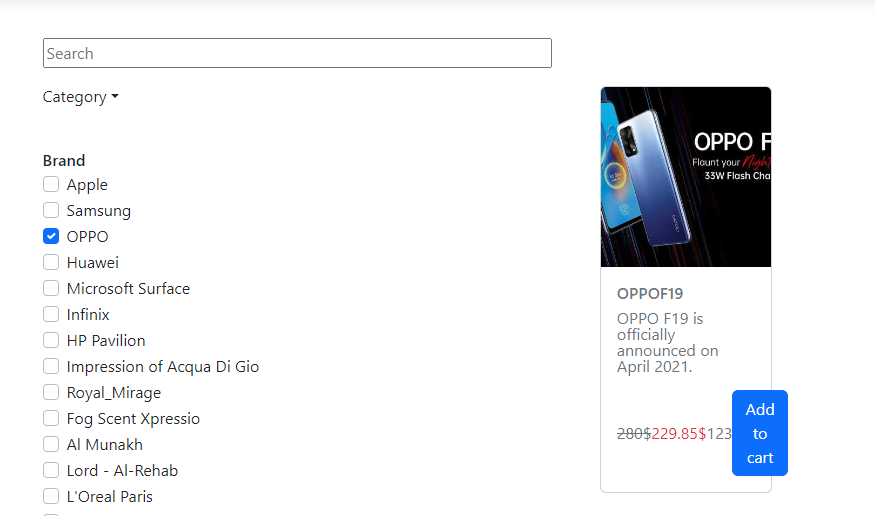 Search
Category
Brand
Apple
Samsung
OPPO
Huawei
Microsoft Surface
Infinix
HP Pavilion
Impression of Acqua Di Gio
Royal_Mirage
Fog Scent Xpressio
Al Munakh
Lord - Al-Rehab
L'Oreal Paris
OPPO F
Flaunt your Night
33W Flash Cha
OPPOF19
OPPO F19 is
officially
announced on
April 2021.
280$229.85$123
Add
to
cart